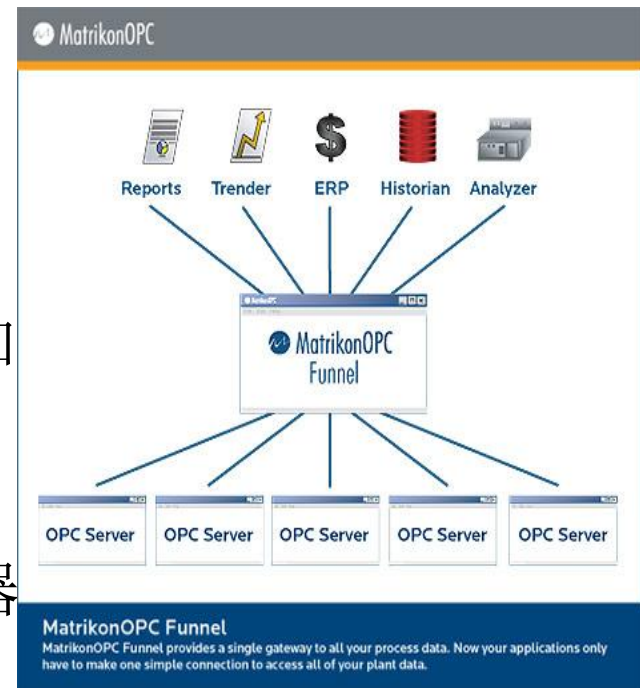 MatrikonOPC
Reports Trender ERP Historian Analyzer
MatrikonOPC
Funnel
OPC Server OPC Server OPC Server OPC Server OPC Server
器
MatrikonOPC Funnel
MatrikonOPC Funnel provides a single gateway to all your process data. Now your applications only
have to make one simple connection to access all of your plant data.